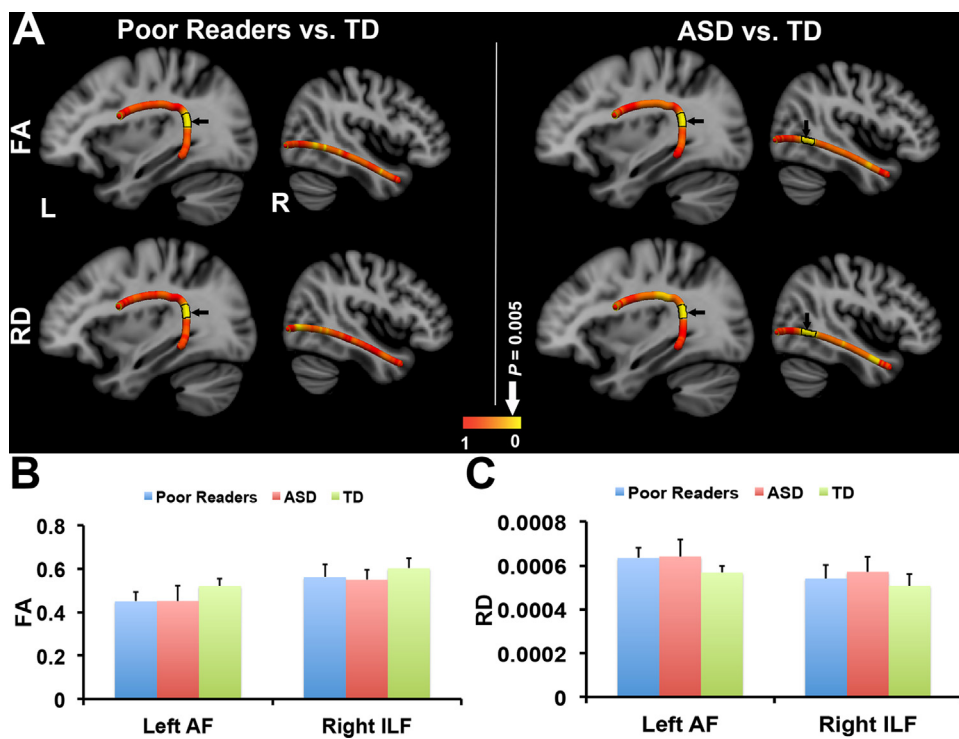 A
Poor Readers vs. TD
ASD vs. TD
FA
L
R
RD
P = 0.005
1
0
B
Poor Readers
ASD
TD
0.8
0.6
0.4
0.2
0
FA
Left AF
Right ILF
C
Poor Readers
ASD
TD
0.0008
0.0006
0.0004
0.0002
0
RD
Left AF
Right ILF